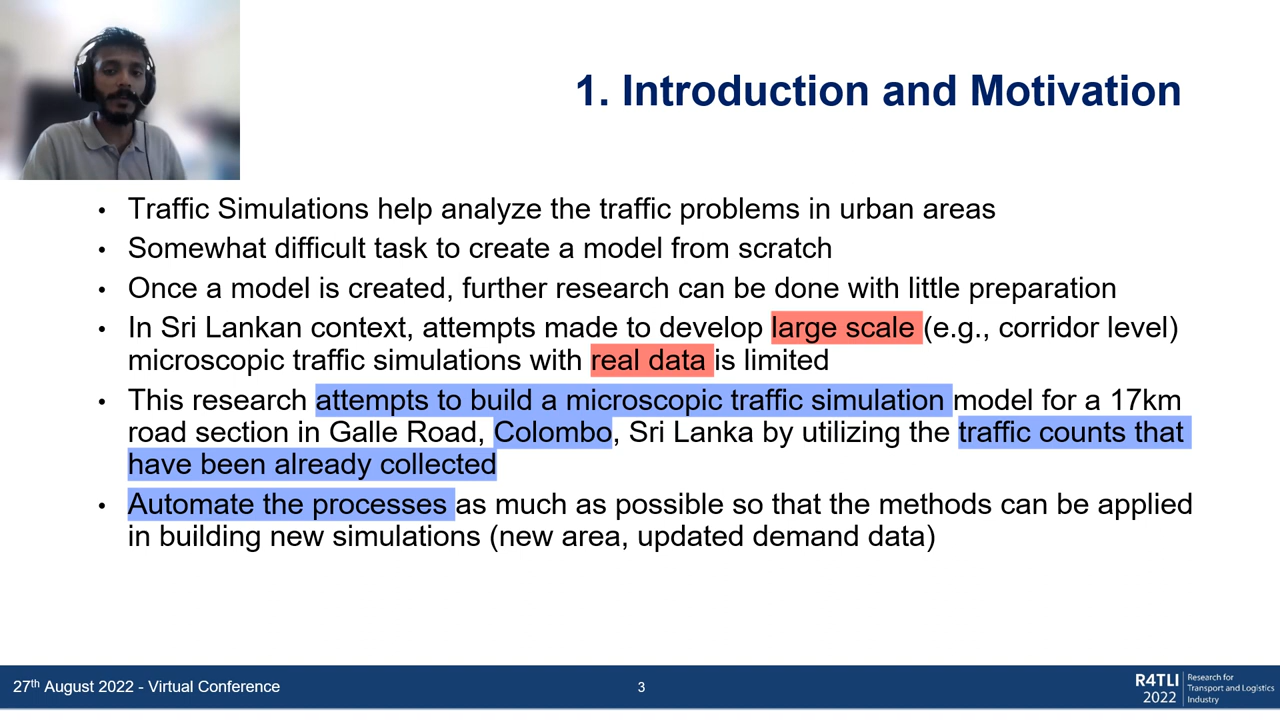 1. Introduction and Motivation
• Traffic Simulations help analyze the traffic problems in urban areas
• Somewhat difficult task to create a model from scratch
• Once a model is created, further research can be done with little preparation
• In Sri Lankan context, attempts made to develop large scale (e.g., corridor level)
microscopic traffic simulations with real data is limited
• This research attempts to build a microscopic traffic simulation model for a 17km
road section in Galle Road, Colombo, Sri Lanka by utilizing the traffic counts that
have been already collected
• Automate the processes as much as possible so that the methods can be applied
in building new simulations (new area, updated demand data)
27th August 2022 - Virtual Conference
3
R4TLI
2022
Research for
Transport and Logistics
Industry